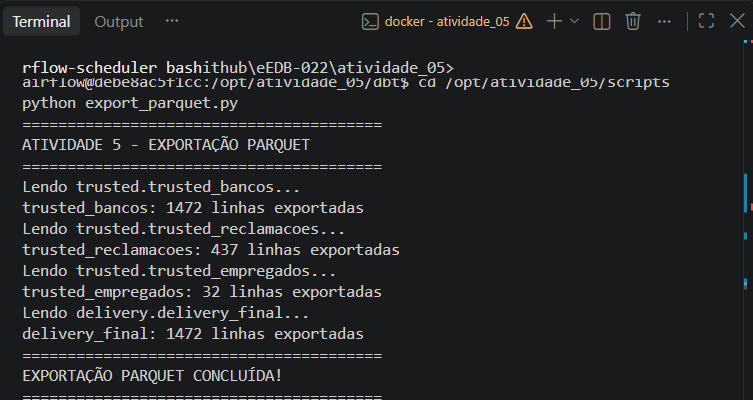 Terminal Output ···
docker - atividade_05
rflow-scheduler bashithub\eEDB-022\atividade_05>
airflow@debe8ac5f1cc:/opt/atividade_05/dbt$ cd /opt/atividade_05/scripts
python export_parquet.py
========================================
ATIVIDADE 5 - EXPORTAÇÃO PARQUET
========================================
Lendo trusted.trusted_bancos...
trusted_bancos: 1472 linhas exportadas
Lendo trusted.trusted_reclamacoes...
trusted_reclamacoes: 437 linhas exportadas
Lendo trusted.trusted_empregados...
trusted_empregados: 32 linhas exportadas
Lendo delivery.delivery_final...
delivery_final: 1472 linhas exportadas
========================================
EXPORTAÇÃO PARQUET CONCLUÍDA!
========================================